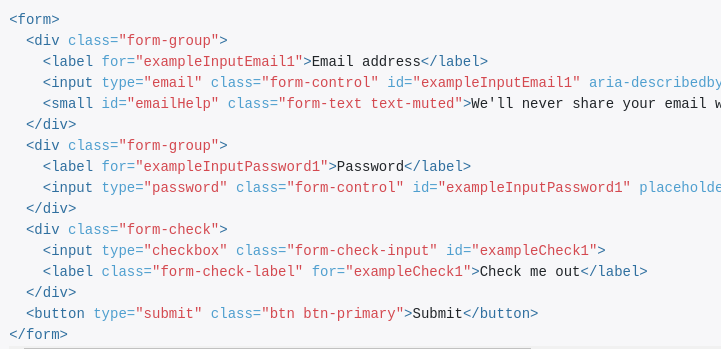 <form>
  <div class="form-group">
    <label for="exampleInputEmail1">Email address</label>
    <input type="email" class="form-control" id="exampleInputEmail1" aria-describedby
    <small id="emailHelp" class="form-text text-muted">We'll never share your email
  </div>
  <div class="form-group">
    <label for="exampleInputPassword1">Password</label>
    <input type="password" class="form-control" id="exampleInputPassword1" placeholde
  </div>
  <div class="form-check">
    <input type="checkbox" class="form-check-input" id="exampleCheck1">
    <label class="form-check-label" for="exampleCheck1">Check me out</label>
  </div>
  <button type="submit" class="btn btn-primary">Submit</button>
</form>